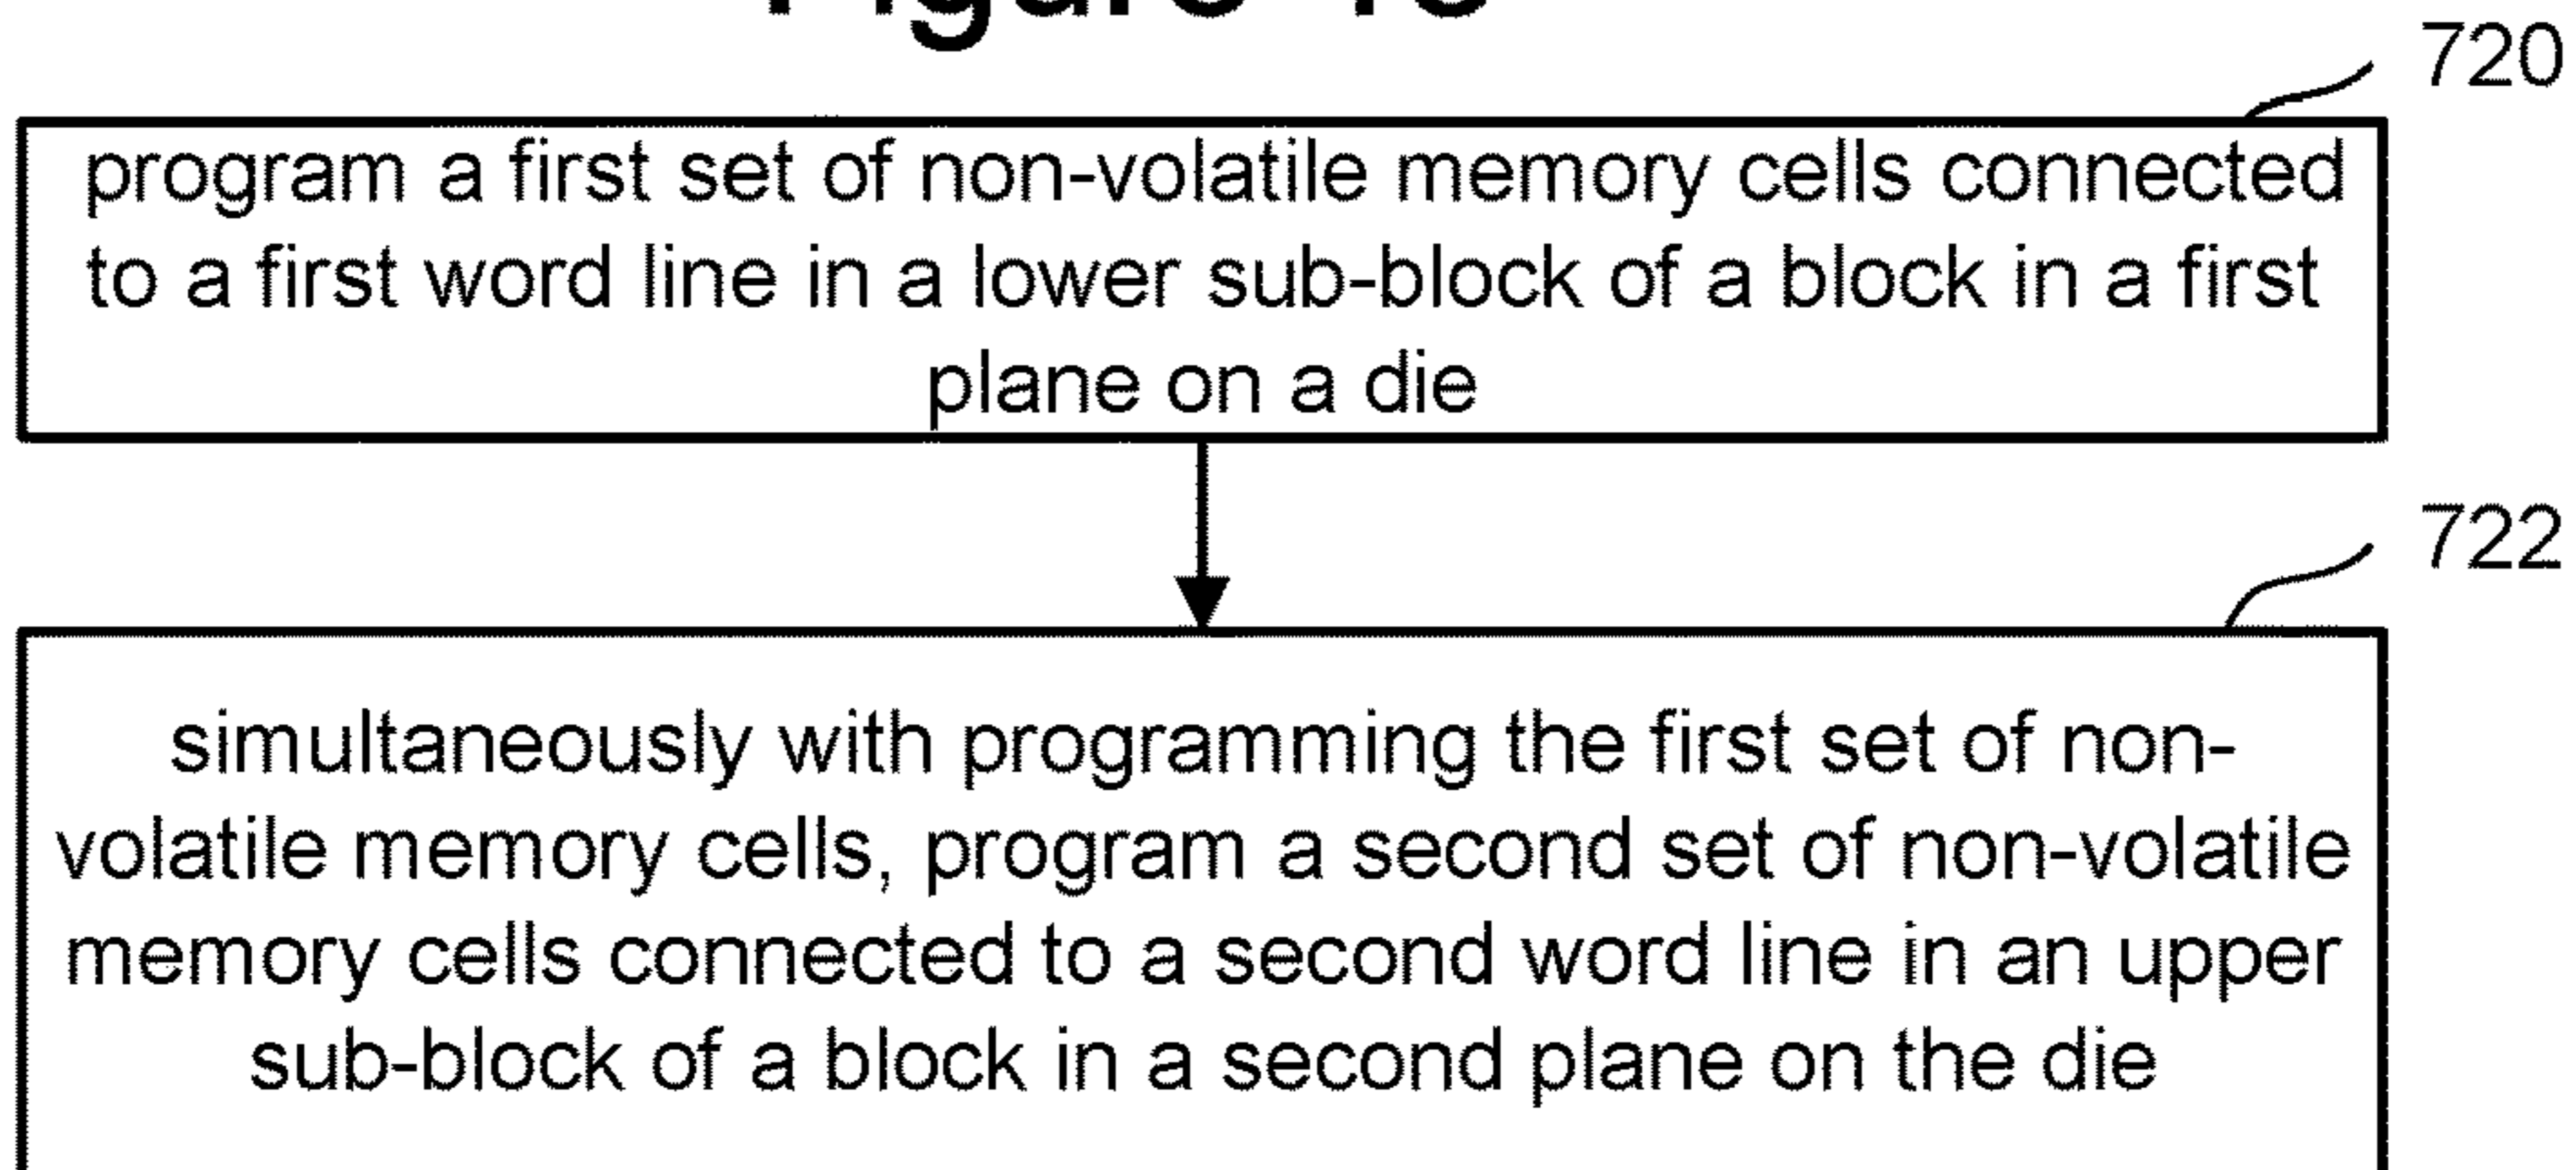 720
program a first set of non-volatile memory cells connected
to a first word line in a lower sub-block of a block in a first
plane on a die
722
simultaneously with programming the first set of non-
volatile memory cells, program a second set of non-volatile
memory cells connected to a second word line in an upper
sub-block of a block in a second plane on the die